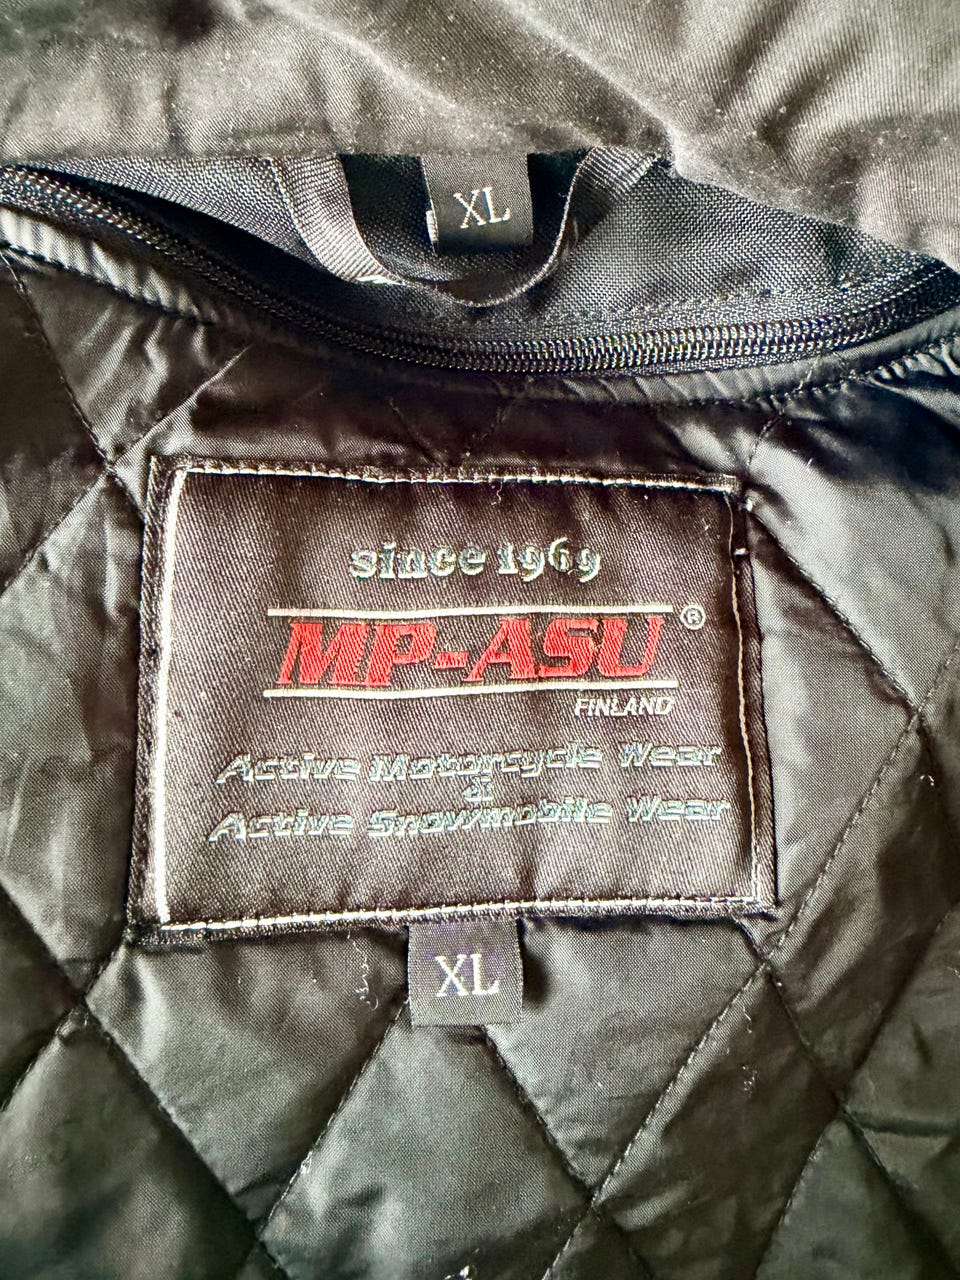 XL
since 1969
MP-ASU®
FINLAND
Active Motorcycle Wear
&
Active Snowmobile Wear
XL